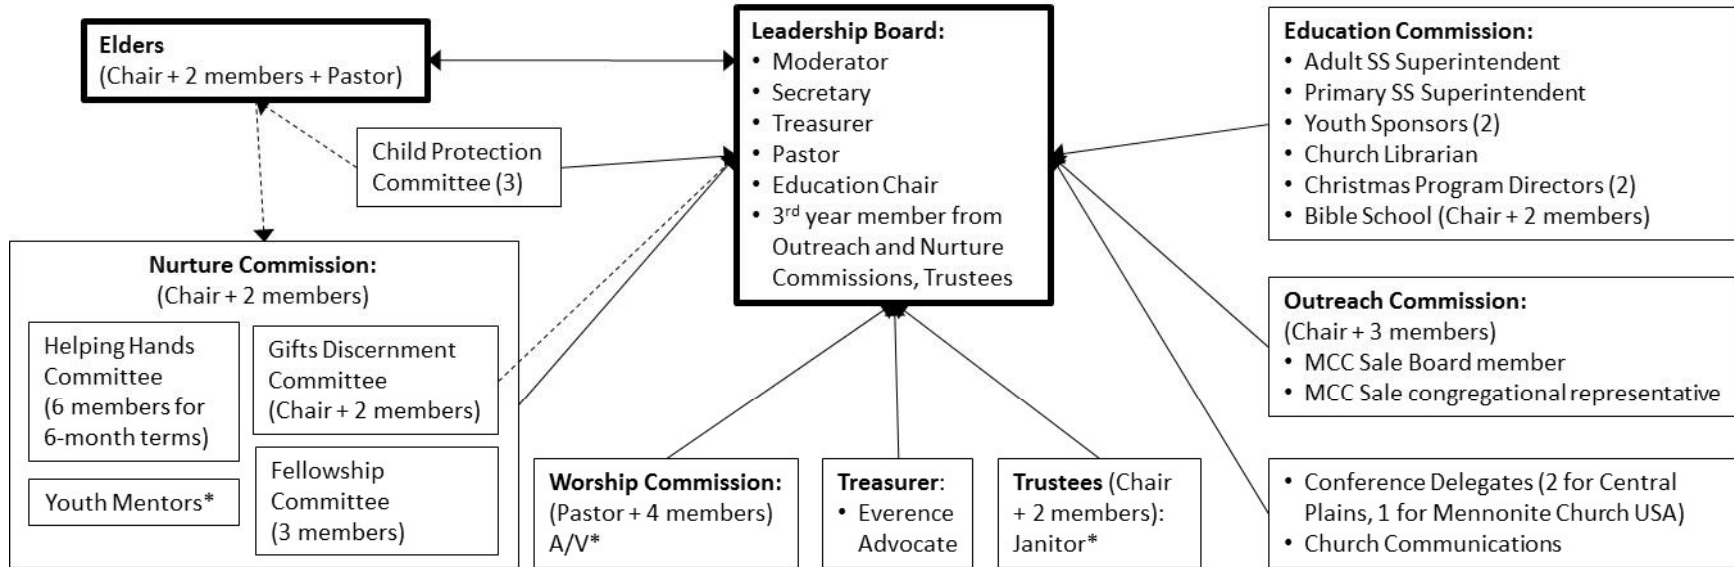 Elders
(Chair + 2 members + Pastor)
Child Protection
Committee (3)
Nurture Commission:
(Chair + 2 members)
Helping Hands
Committee
(6 members for
6-month terms)
Gifts Discernment
Committee
(Chair + 2 members)
Youth Mentors*
Fellowship
Committee
(3 members)
Leadership Board:
• Moderator
• Secretary
• Treasurer
• Pastor
• Education Chair
• 3rd year member from
Outreach and Nurture
Commissions, Trustees
Worship Commission:
(Pastor + 4 members)
A/V*
Treasurer:
• Everence
Advocate
Trustees (Chair
+ 2 members):
Janitor*
Education Commission:
• Adult SS Superintendent
• Primary SS Superintendent
• Youth Sponsors (2)
• Church Librarian
• Christmas Program Directors (2)
• Bible School (Chair + 2 members)
Outreach Commission:
(Chair + 3 members)
• MCC Sale Board member
• MCC Sale congregational representative
• Conference Delegates (2 for Central
Plains, 1 for Mennonite Church USA)
• Church Communications